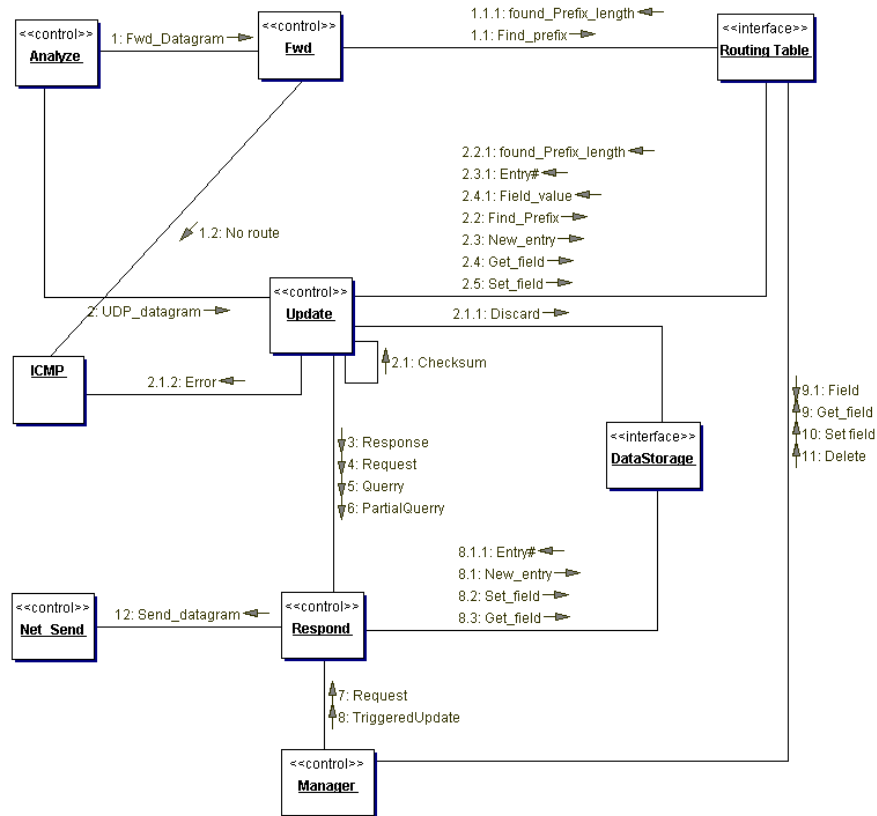 <<control>>
Analyze
1: Fwd_Datagram
<<control>>
Fwd
1.1.1: found_Prefix_length
1.1: Find_prefix
<<interface>>
Routing Table
2.2.1: found_Prefix_length
2.3.1: Entry#
2.4.1: Field_value
2.2: Find_Prefix
2.3: New_entry
2.4: Get_field
2.5: Set_field
1.2: No route
<<control>>
Update
2: UDP_datagram
2.1.1: Discard
2.1: Checksum
ICMP
2.1.2: Error
9.1: Field
9: Get_field
10: Set field
11: Delete
<<interface>>
DataStorage
3: Response
4: Request
5: Querry
6: PartialQuerry
8.1.1: Entry#
8.1: New_entry
8.2: Set_field
8.3: Get_field
<<control>>
Net_Send
12: Send_datagram
<<control>>
Respond
7: Request
8: TriggeredUpdate
<<control>>
Manager